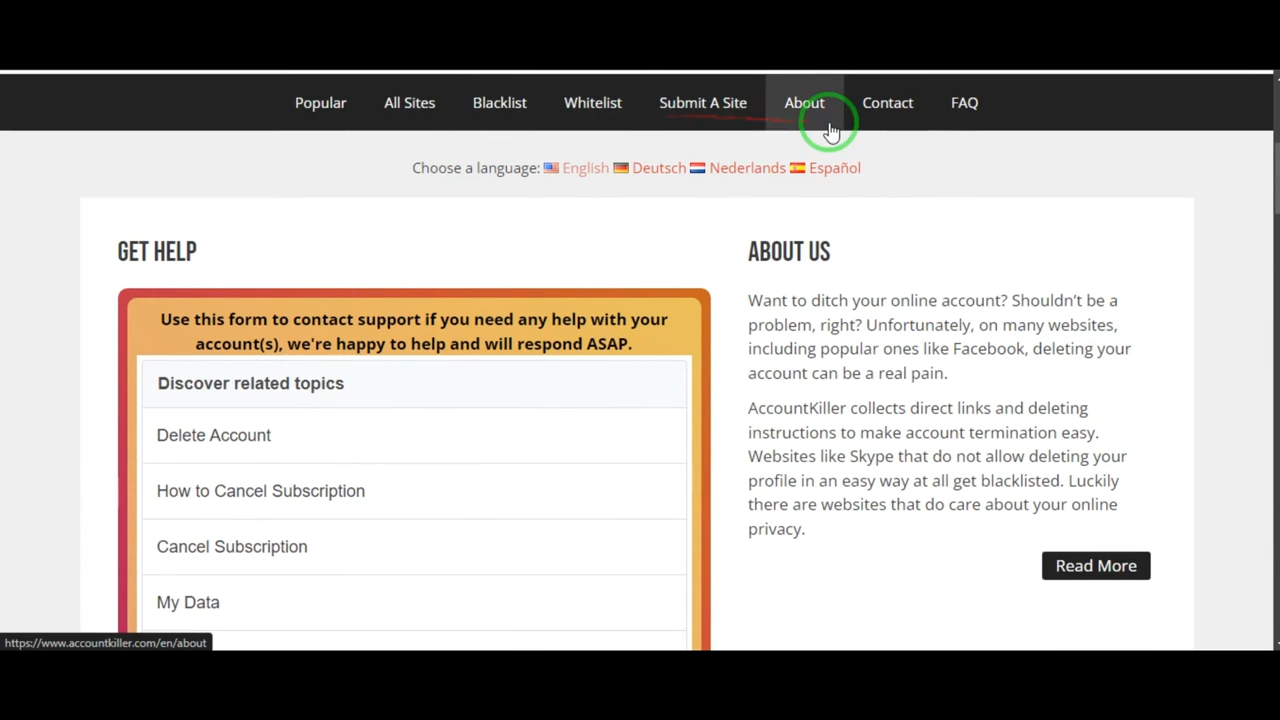 Popular All Sites Blacklist Whitelist Submit A Site About Contact FAQ
Choose a language: English Deutsch Nederlands Español
GET HELP
Use this form to contact support if you need any help with your
account(s), we're happy to help and will respond ASAP.
Discover related topics
Delete Account
How to Cancel Subscription
Cancel Subscription
My Data
ABOUT US
Want to ditch your online account? Shouldn't be a
problem, right? Unfortunately, on many websites,
including popular ones like Facebook, deleting your
account can be a real pain.
AccountKiller collects direct links and deleting
instructions to make account termination easy.
Websites like Skype that do not allow deleting your
profile in an easy way at all get blacklisted. Luckily
there are websites that do care about your online
privacy.
Read More
https://www.accountkiller.com/en/about